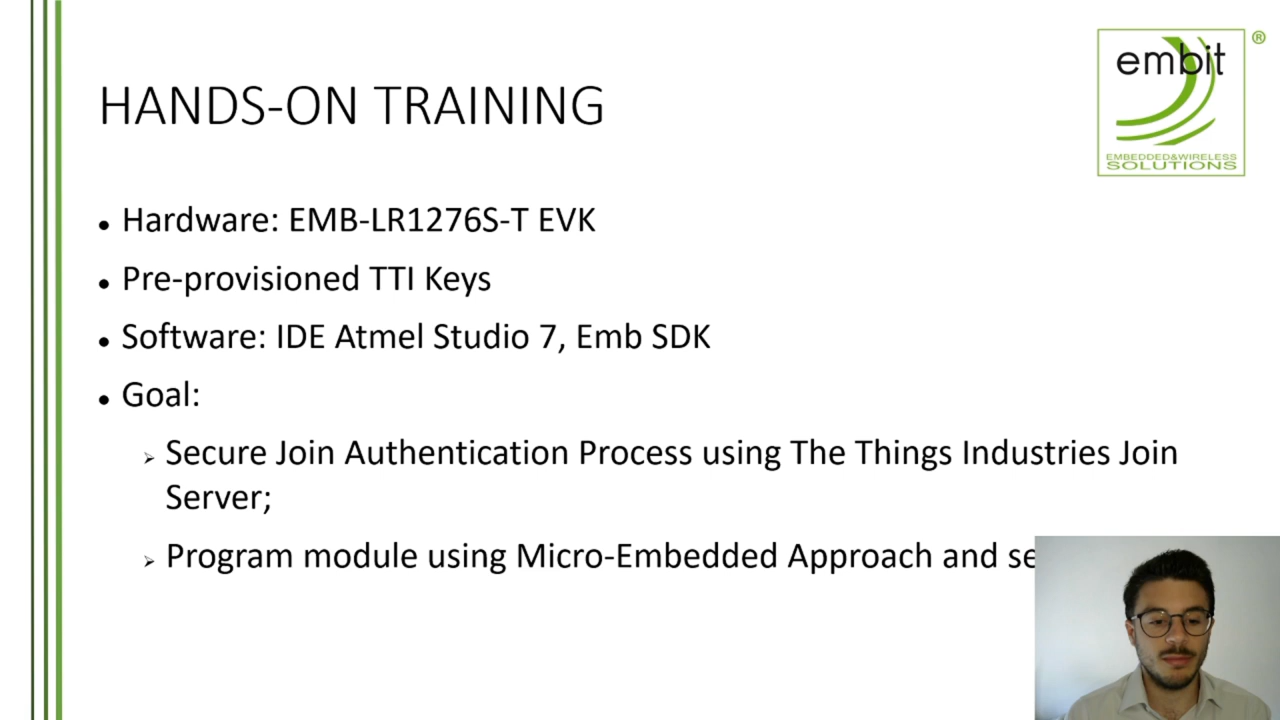 HANDS-ON TRAINING
embit
®
EMBEDDED&WIRELESS
SOLUTIONS
Hardware: EMB-LR1276S-T EVK
Pre-provisioned TTI Keys
Software: IDE Atmel Studio 7, Emb SDK
Goal:
Secure Join Authentication Process using The Things Industries Join
Server;
Program module using Micro-Embedded Approach and